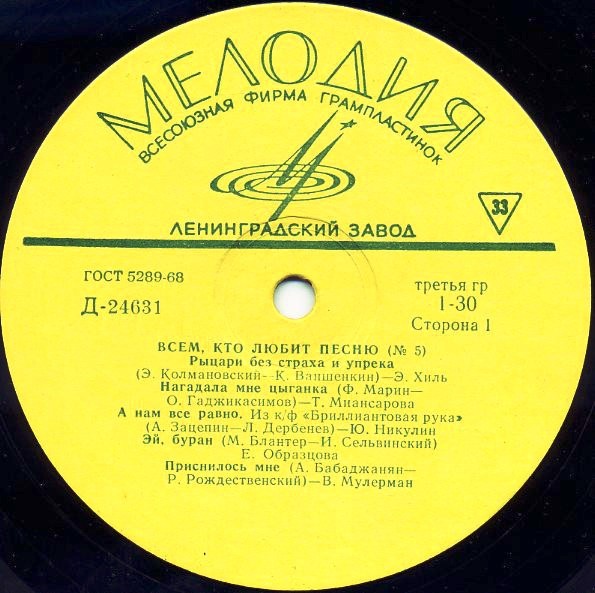 МЕЛОДИЯ
ВСЕСОЮЗНАЯ ФИРМА ГРАМПЛАСТИНОК
33
ЛЕНИНГРАДСКИЙ ЗАВОД
ГОСТ 5289-68
третья гр
Д-24631
1-30
Сторона 1
ВСЕМ, КТО ЛЮБИТ ПЕСНЮ (№ 5)
Рыцари без страха и упрека
(Э. Колмановский—К. Ваншенкин)—Э. Хиль
Нагадала мне цыганка (Ф. Марин—
О. Гаджикасимов)—Т. Миансарова
А нам все равно. Из к/ф «Бриллиантовая рука»
(А. Зацепин—Л. Дербенев)—Ю. Никулин
Эй, буран (М. Блантер—И. Сельвинский)
Е. Образцова
Приснилось мне (А. Бабаджанян—
Р. Рождественский)—В. Мулерман